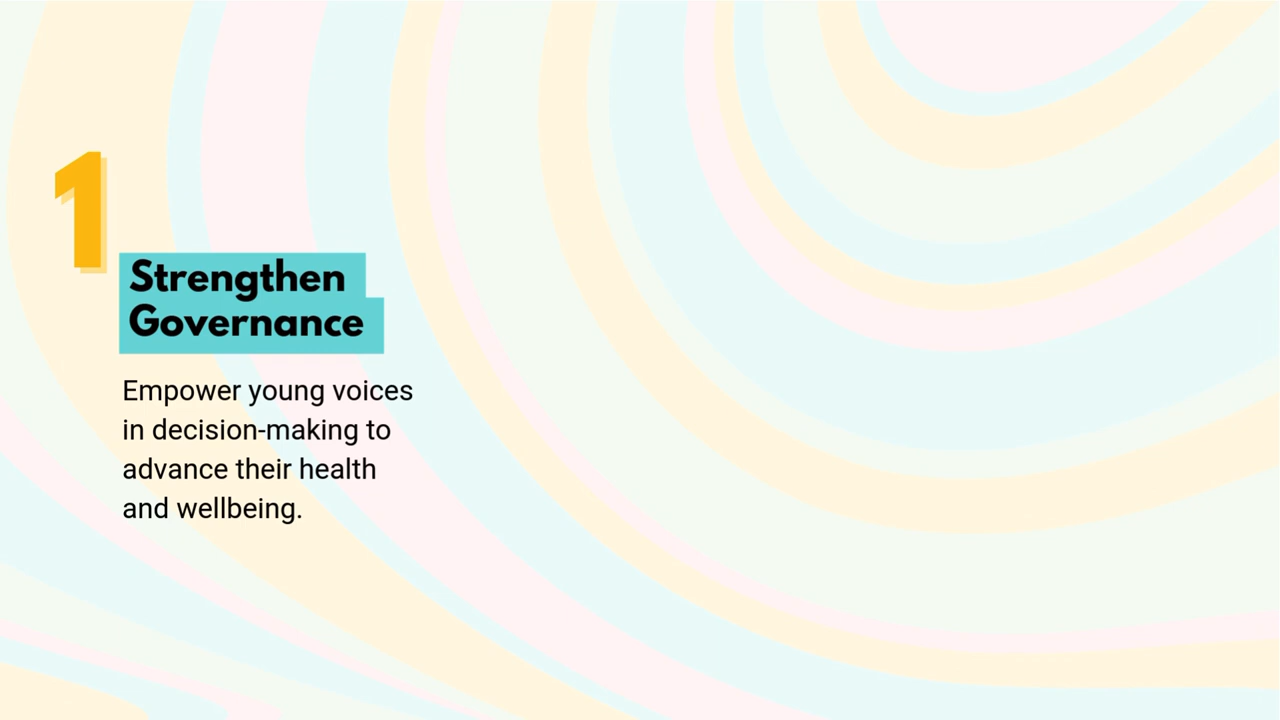 1
Strengthen
Governance
Empower young voices
in decision-making to
advance their health
and wellbeing.